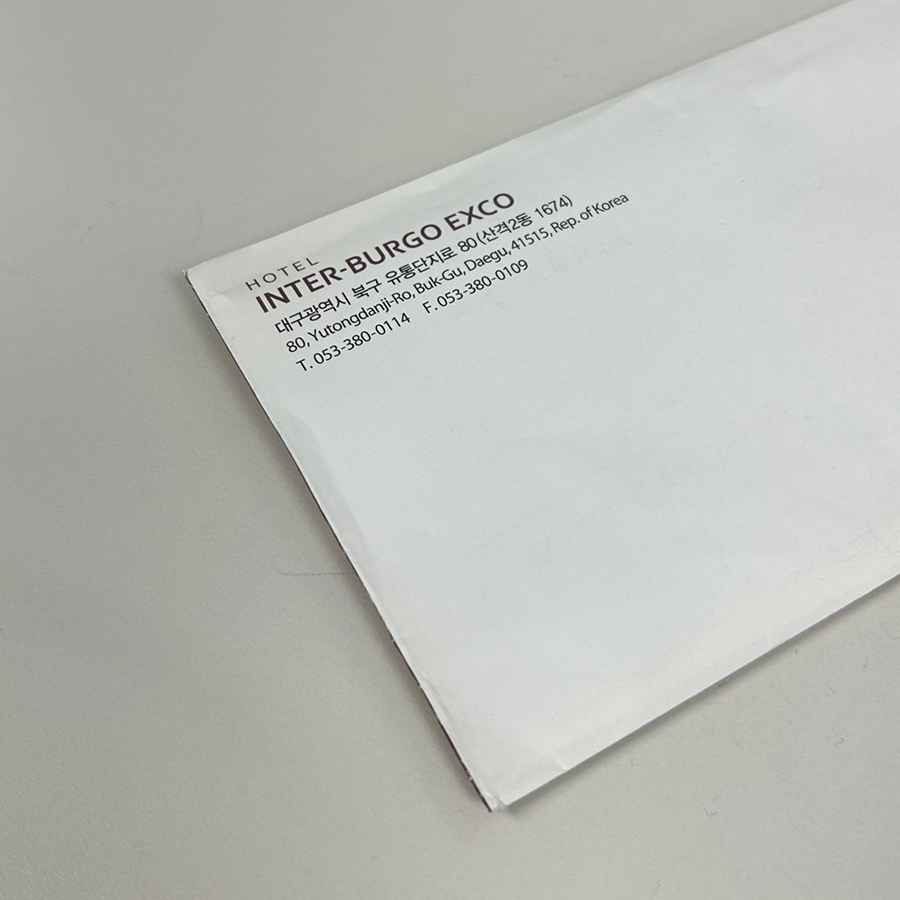 HOTEL
INTER-BURGO EXCO
대구광역시 북구 유통단지로 80(산격2동 1674)
80, Yutongdanji-Ro, Buk-Gu, Daegu, 41515, Rep. of Korea
T. 053-380-0114 F. 053-380-0109